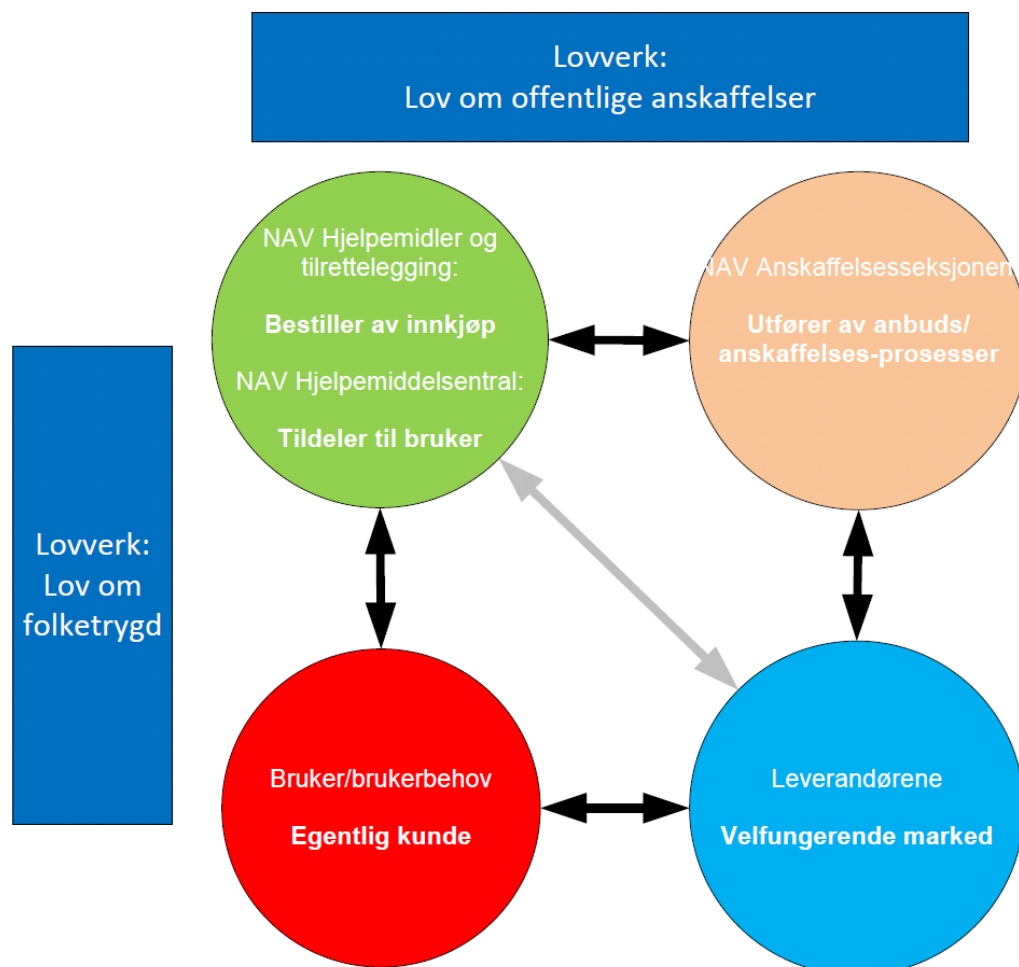 Lovverk:
Lov om offentlige anskaffelser
NAV Hjelpemidler og
tilrettelegging:
Bestiller av innkjøp
NAV Hjelpemiddelsentral:
Tildeler til bruker
NAV Anskaffelsesseksjonen
Utfører av anbuds/
anskaffelses-prosesser
Lovverk:
Lov om
folketrygd
Bruker/brukerbehov
Egentlig kunde
Leverandørene
Velfungerende marked